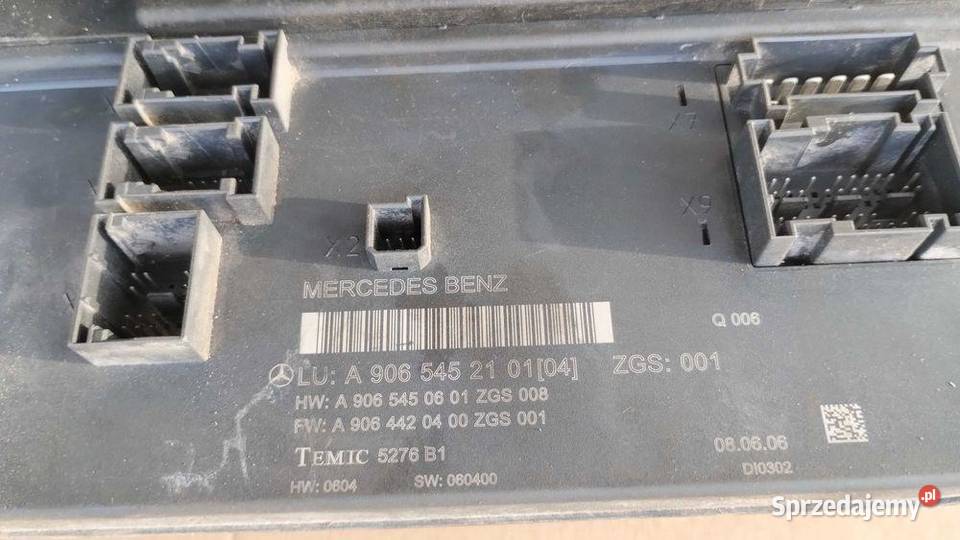 X7
X9
X2
MERCEDES BENZ
Q 006
LU: A 906 545 21 01[04] ZGS: 001
HW: A 906 545 06 01 ZGS 008
FW: A 906 442 04 00 ZGS 001
TEMIC 5276 B1
08.06.06
HW: 0604 SW: 060400
DI0302
Sprzedajemy.pl